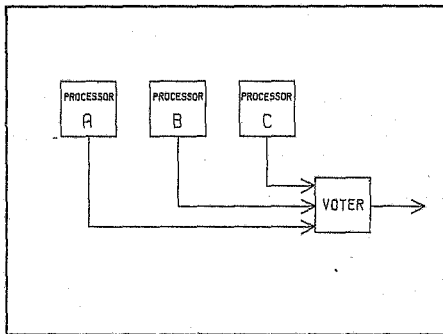 PROCESSOR
A
PROCESSOR
B
PROCESSOR
C
VOTER